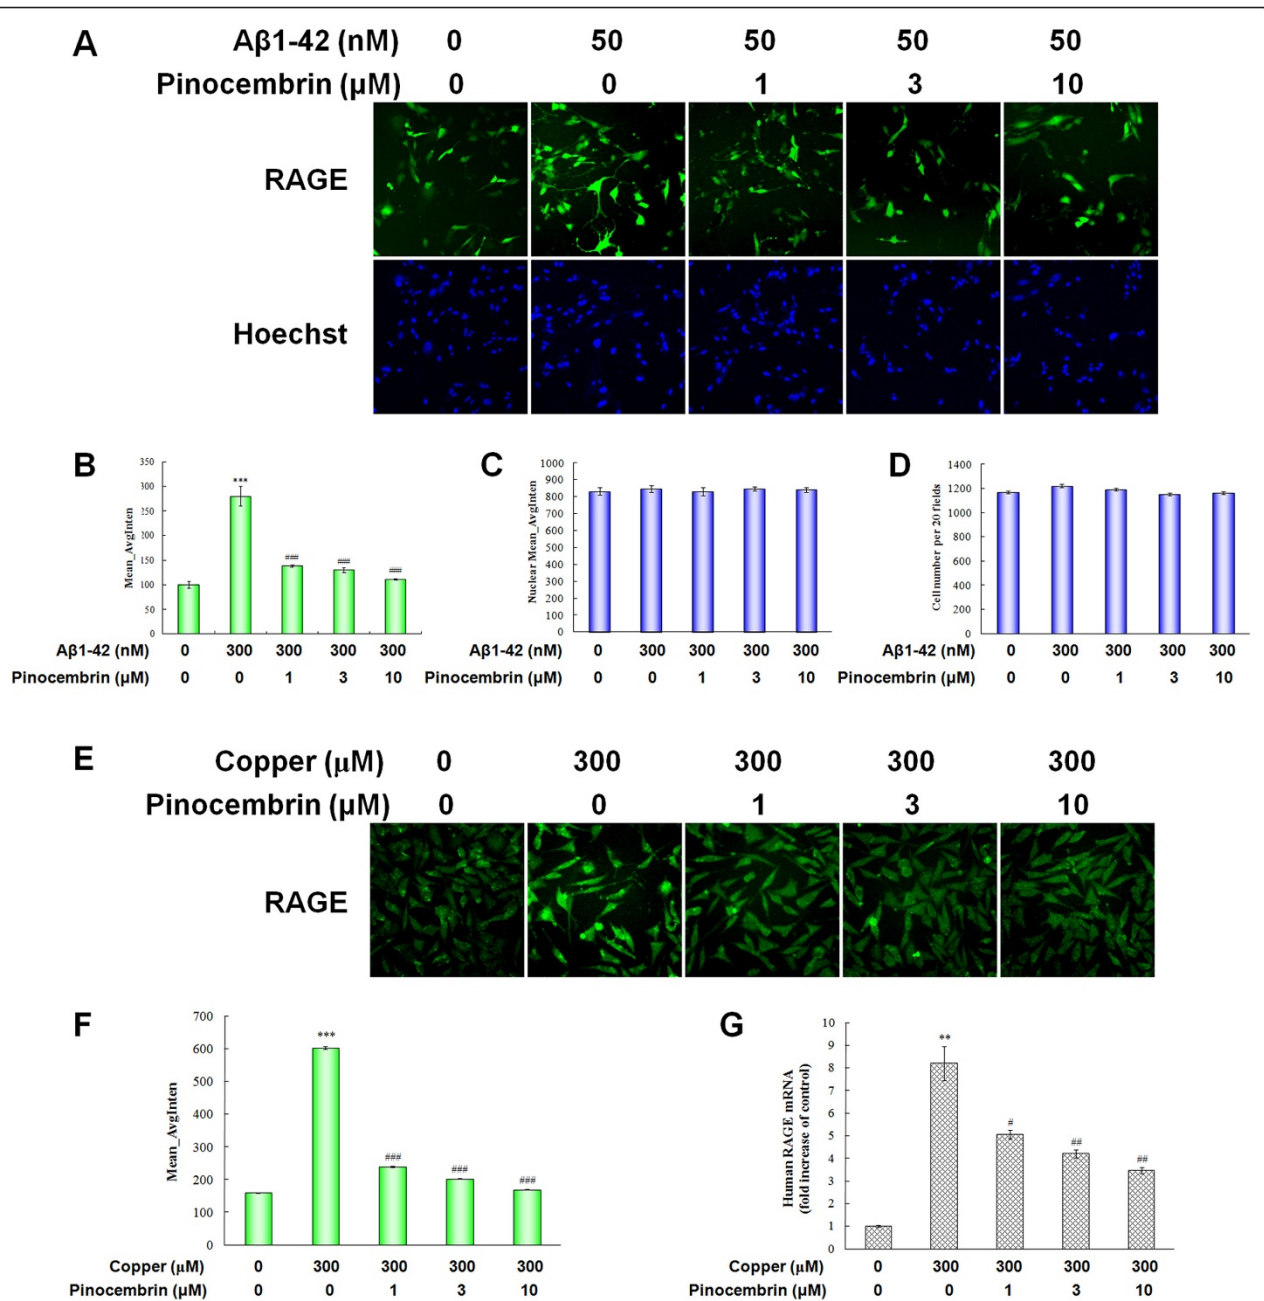 A
Aβ1-42 (nM) 0 50 50 50 50
Pinocembrin (µM) 0 0 1 3 10
RAGE
Hoechst
B
Mean_AvgInten
350
300
250
200
150
100
50
0
***
###
###
###
Aβ1-42 (nM) 0 300 300 300 300
Pinocembrin (µM) 0 0 1 3 10
C
Nuclear Mean_AvgInten
1000
900
800
700
600
500
400
300
200
100
0
Aβ1-42 (nM) 0 300 300 300 300
Pinocembrin (µM) 0 0 1 3 10
D
Cell number per 20 fields
1400
1200
1000
800
600
400
200
0
Aβ1-42 (nM) 0 300 300 300 300
Pinocembrin (µM) 0 0 1 3 10
E
Copper (µM) 0 300 300 300 300
Pinocembrin (µM) 0 0 1 3 10
RAGE
F
Mean_AvgInten
700
600
500
400
300
200
100
0
***
###
###
###
Copper (µM) 0 300 300 300 300
Pinocembrin (µM) 0 0 1 3 10
G
Human RAGE mRNA
(fold increase of control)
10
9
8
7
6
5
4
3
2
1
0
**
#
##
##
Copper (µM) 0 300 300 300 300
Pinocembrin (µM) 0 0 1 3 10